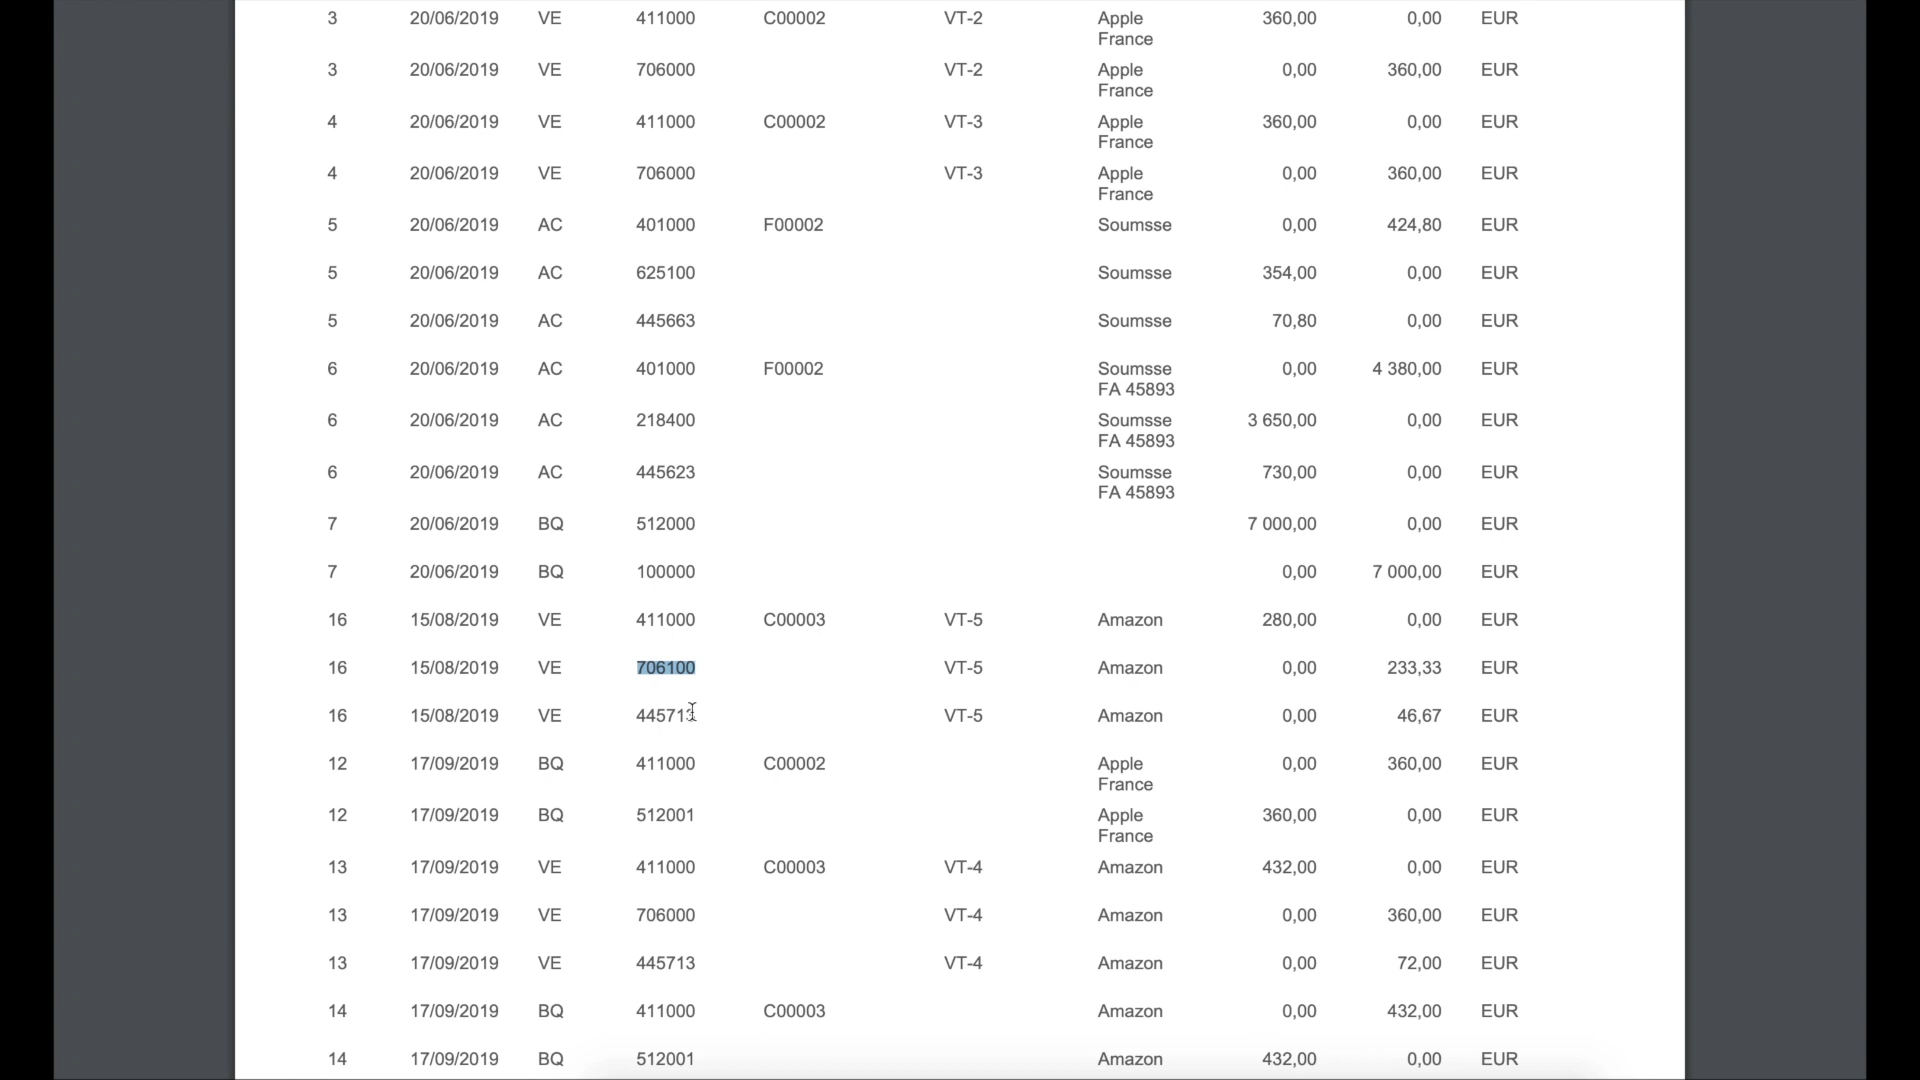 3 20/06/2019 VE 411000 C00002 VT-2 Apple France 360,00 0,00 EUR
3 20/06/2019 VE 706000 VT-2 Apple France 0,00 360,00 EUR
4 20/06/2019 VE 411000 C00002 VT-3 Apple France 360,00 0,00 EUR
4 20/06/2019 VE 706000 VT-3 Apple France 0,00 360,00 EUR
5 20/06/2019 AC 401000 F00002 Soumsse 0,00 424,80 EUR
5 20/06/2019 AC 625100 Soumsse 354,00 0,00 EUR
5 20/06/2019 AC 445663 Soumsse 70,80 0,00 EUR
6 20/06/2019 AC 401000 F00002 Soumsse FA 45893 0,00 4 380,00 EUR
6 20/06/2019 AC 218400 Soumsse FA 45893 3 650,00 0,00 EUR
6 20/06/2019 AC 445623 Soumsse FA 45893 730,00 0,00 EUR
7 20/06/2019 BQ 512000 7 000,00 0,00 EUR
7 20/06/2019 BQ 100000 0,00 7 000,00 EUR
16 15/08/2019 VE 411000 C00003 VT-5 Amazon 280,00 0,00 EUR
16 15/08/2019 VE 706100 VT-5 Amazon 0,00 233,33 EUR
16 15/08/2019 VE 445713 VT-5 Amazon 0,00 46,67 EUR
12 17/09/2019 BQ 411000 C00002 Apple France 0,00 360,00 EUR
12 17/09/2019 BQ 512001 Apple France 360,00 0,00 EUR
13 17/09/2019 VE 411000 C00003 VT-4 Amazon 432,00 0,00 EUR
13 17/09/2019 VE 706000 VT-4 Amazon 0,00 360,00 EUR
13 17/09/2019 VE 445713 VT-4 Amazon 0,00 72,00 EUR
14 17/09/2019 BQ 411000 C00003 Amazon 0,00 432,00 EUR
14 17/09/2019 BQ 512001 Amazon 432,00 0,00 EUR